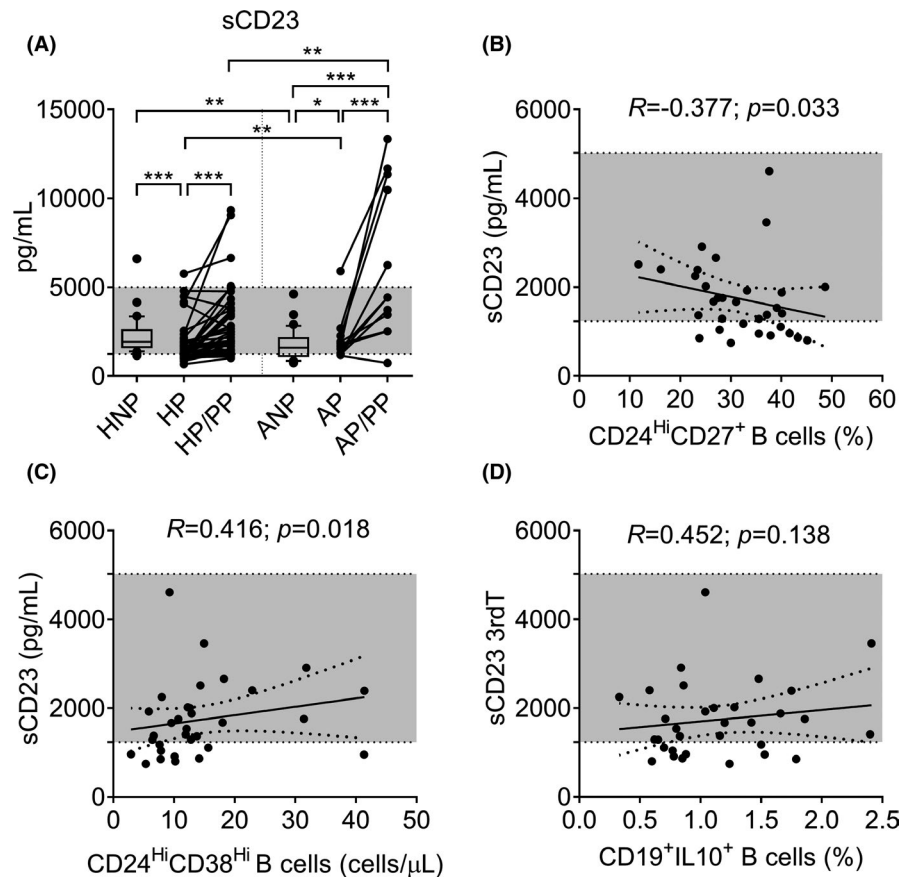 sCD23
(A)
** 
***
** * ***
**
*** ***
pg/mL
15000
10000
5000
0
HNP HP HP/PP ANP AP AP/PP
(B)
R=-0.377; p=0.033
sCD23 (pg/mL)
6000
4000
2000
0
0 10 20 30 40 50 60
CD24HiCD27+ B cells (%)
(C)
R=0.416; p=0.018
sCD23 (pg/mL)
6000
4000
2000
0
0 10 20 30 40 50
CD24HiCD38Hi B cells (cells/μL)
(D)
R=0.452; p=0.138
sCD23 3rdT
6000
4000
2000
0
0.0 0.5 1.0 1.5 2.0 2.5
CD19+IL10+ B cells (%)